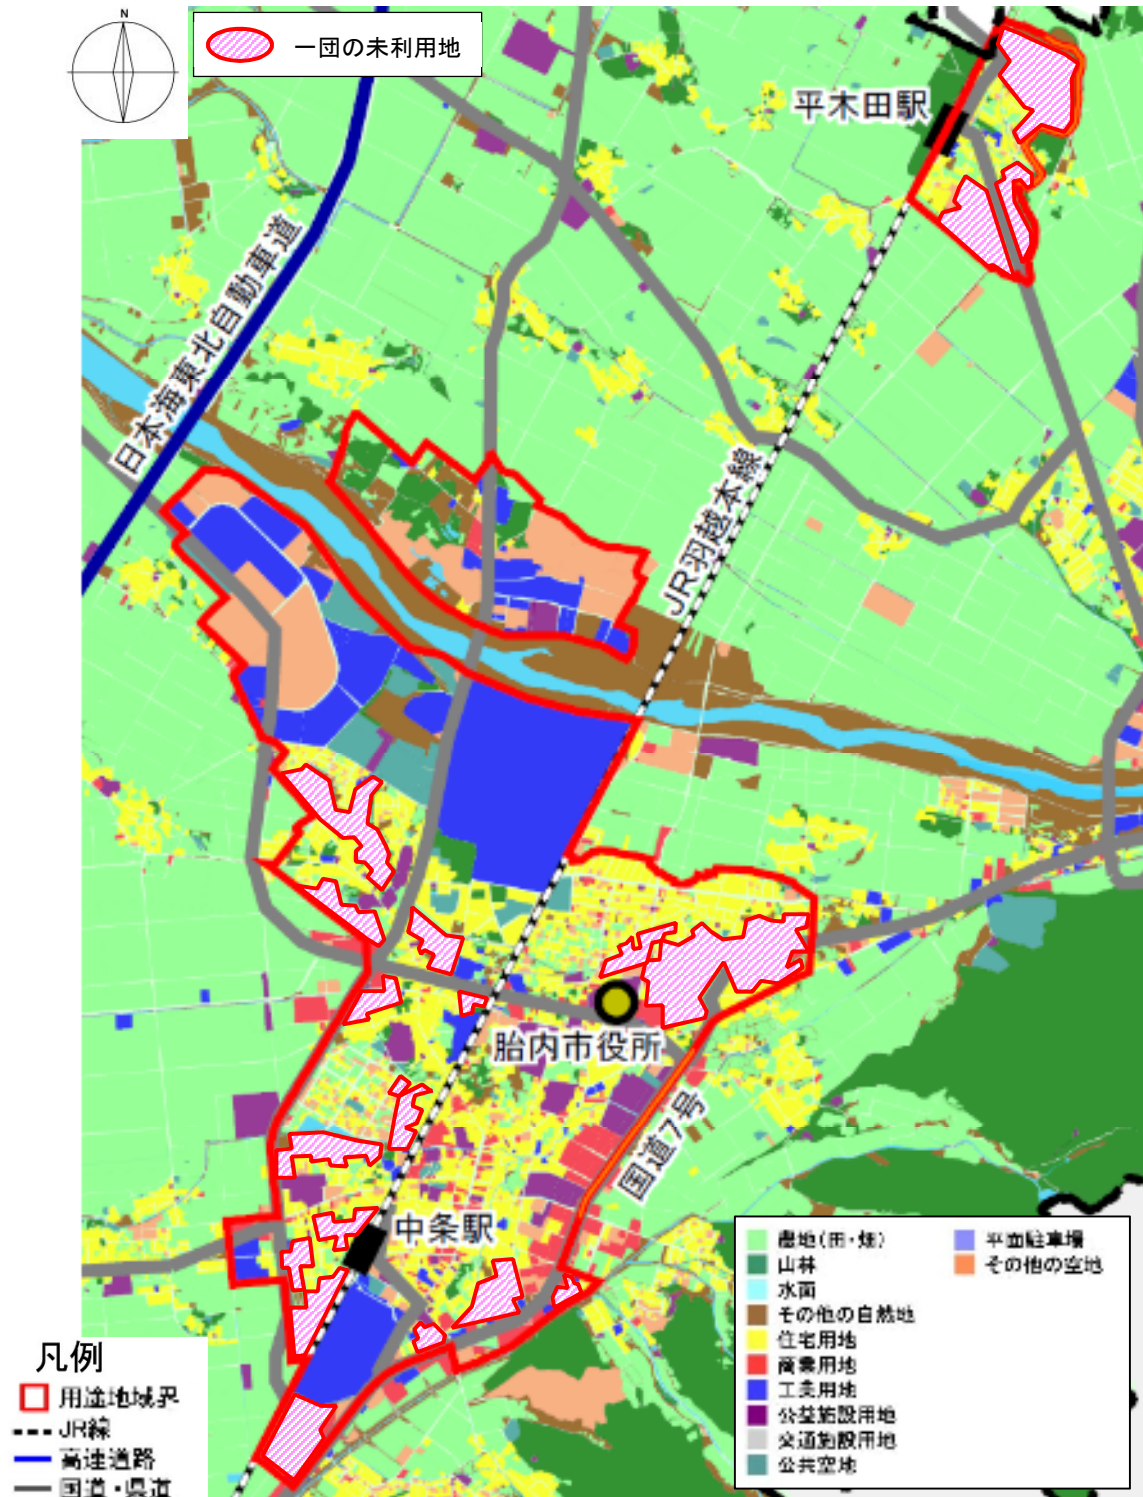 N
一団の未利用地
平木田駅
日本海東北自動車道
JR羽越本線
胎内市役所
国道7号
中条駅
凡例
用途地域界
JR線
高速道路
国道・県道
農地(田・畑)
山林
水面
その他の自然地
住宅用地
商業用地
工業用地
公益施設用地
交通施設用地
公共空地
平面駐車場
その他の空地